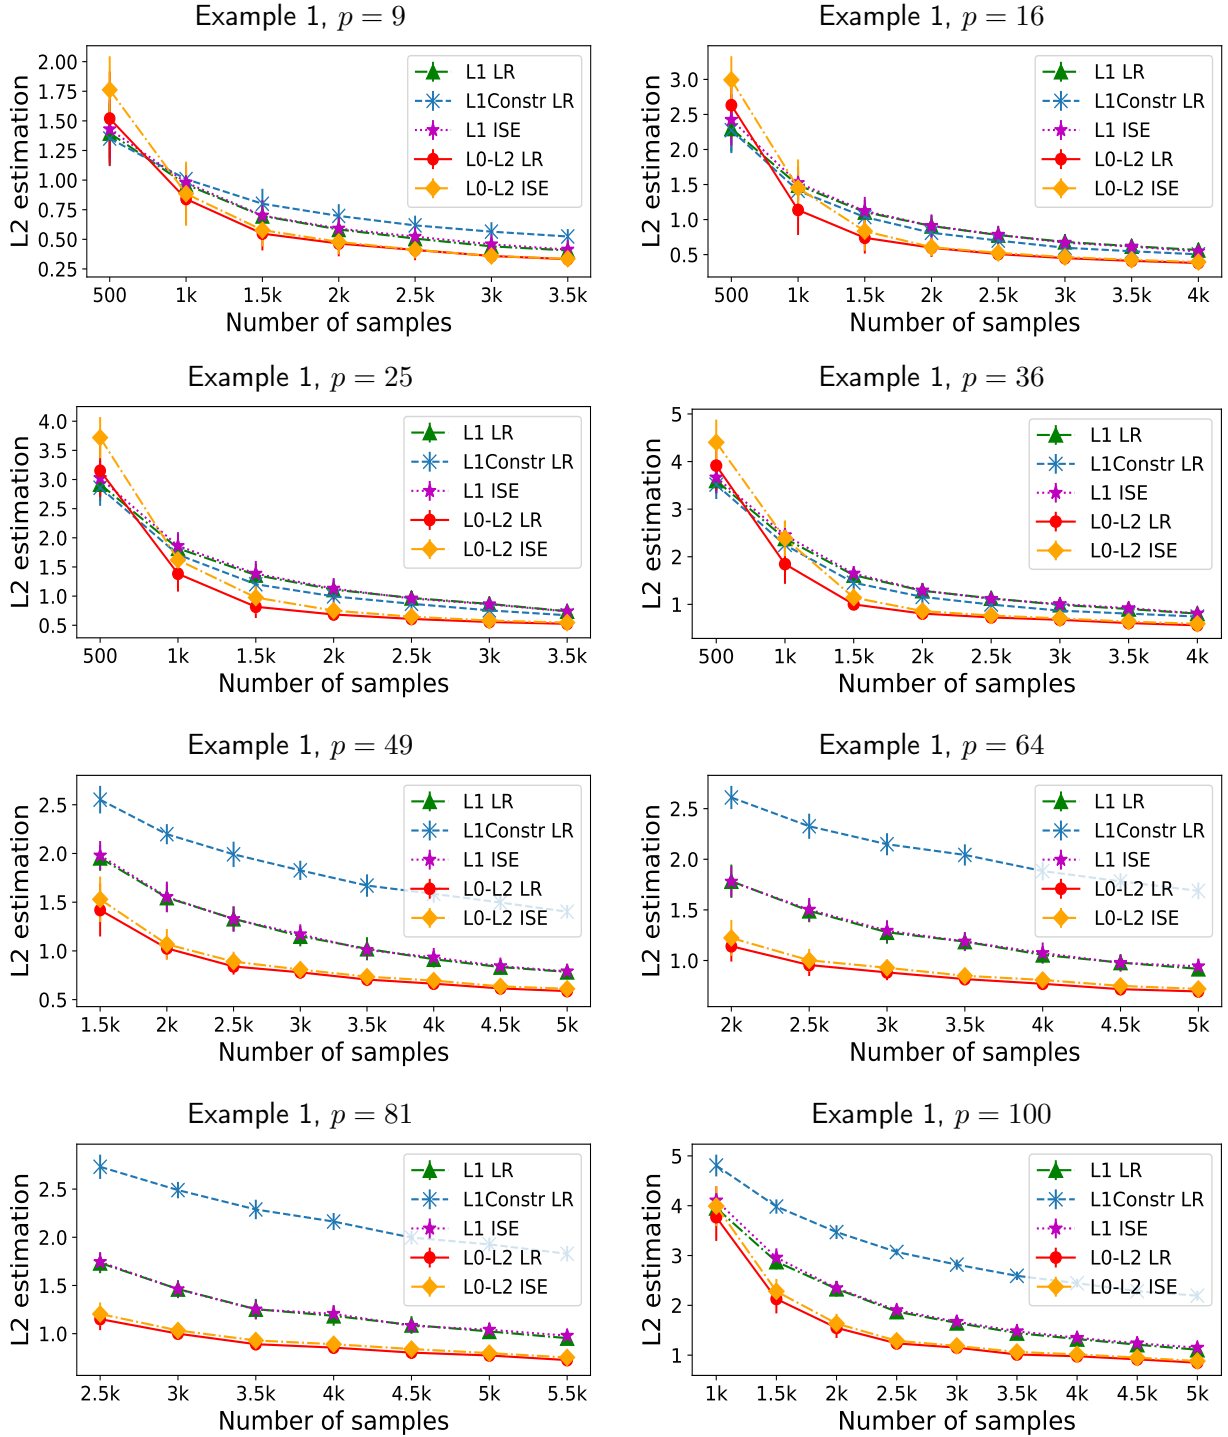 Example 1, p = 9
L2 estimation
2.00
1.75
1.50
1.25
1.00
0.75
0.50
0.25
L1 LR
L1Constr LR
L1 ISE
L0-L2 LR
L0-L2 ISE
500 1k 1.5k 2k 2.5k 3k 3.5k
Number of samples
Example 1, p = 16
L2 estimation
3.0
2.5
2.0
1.5
1.0
0.5
L1 LR
L1Constr LR
L1 ISE
L0-L2 LR
L0-L2 ISE
500 1k 1.5k 2k 2.5k 3k 3.5k 4k
Number of samples
Example 1, p = 25
L2 estimation
4.0
3.5
3.0
2.5
2.0
1.5
1.0
0.5
L1 LR
L1Constr LR
L1 ISE
L0-L2 LR
L0-L2 ISE
500 1k 1.5k 2k 2.5k 3k 3.5k
Number of samples
Example 1, p = 36
L2 estimation
5
4
3
2
1
L1 LR
L1Constr LR
L1 ISE
L0-L2 LR
L0-L2 ISE
500 1k 1.5k 2k 2.5k 3k 3.5k 4k
Number of samples
Example 1, p = 49
L2 estimation
2.5
2.0
1.5
1.0
0.5
L1 LR
L1Constr LR
L1 ISE
L0-L2 LR
L0-L2 ISE
1.5k 2k 2.5k 3k 3.5k 4k 4.5k 5k
Number of samples
Example 1, p = 64
L2 estimation
2.5
2.0
1.5
1.0
L1 LR
L1Constr LR
L1 ISE
L0-L2 LR
L0-L2 ISE
2k 2.5k 3k 3.5k 4k 4.5k 5k
Number of samples
Example 1, p = 81
L2 estimation
2.5
2.0
1.5
1.0
L1 LR
L1Constr LR
L1 ISE
L0-L2 LR
L0-L2 ISE
2.5k 3k 3.5k 4k 4.5k 5k 5.5k
Number of samples
Example 1, p = 100
L2 estimation
5
4
3
2
1
L1 LR
L1Constr LR
L1 ISE
L0-L2 LR
L0-L2 ISE
1k 1.5k 2k 2.5k 3k 3.5k 4k 4.5k 5k
Number of samples